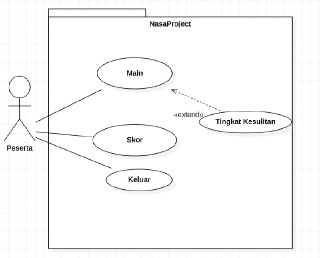 NasaProject
Main
«extend»
Tingkat Kesulitan
Skor
Peserta
Keluar